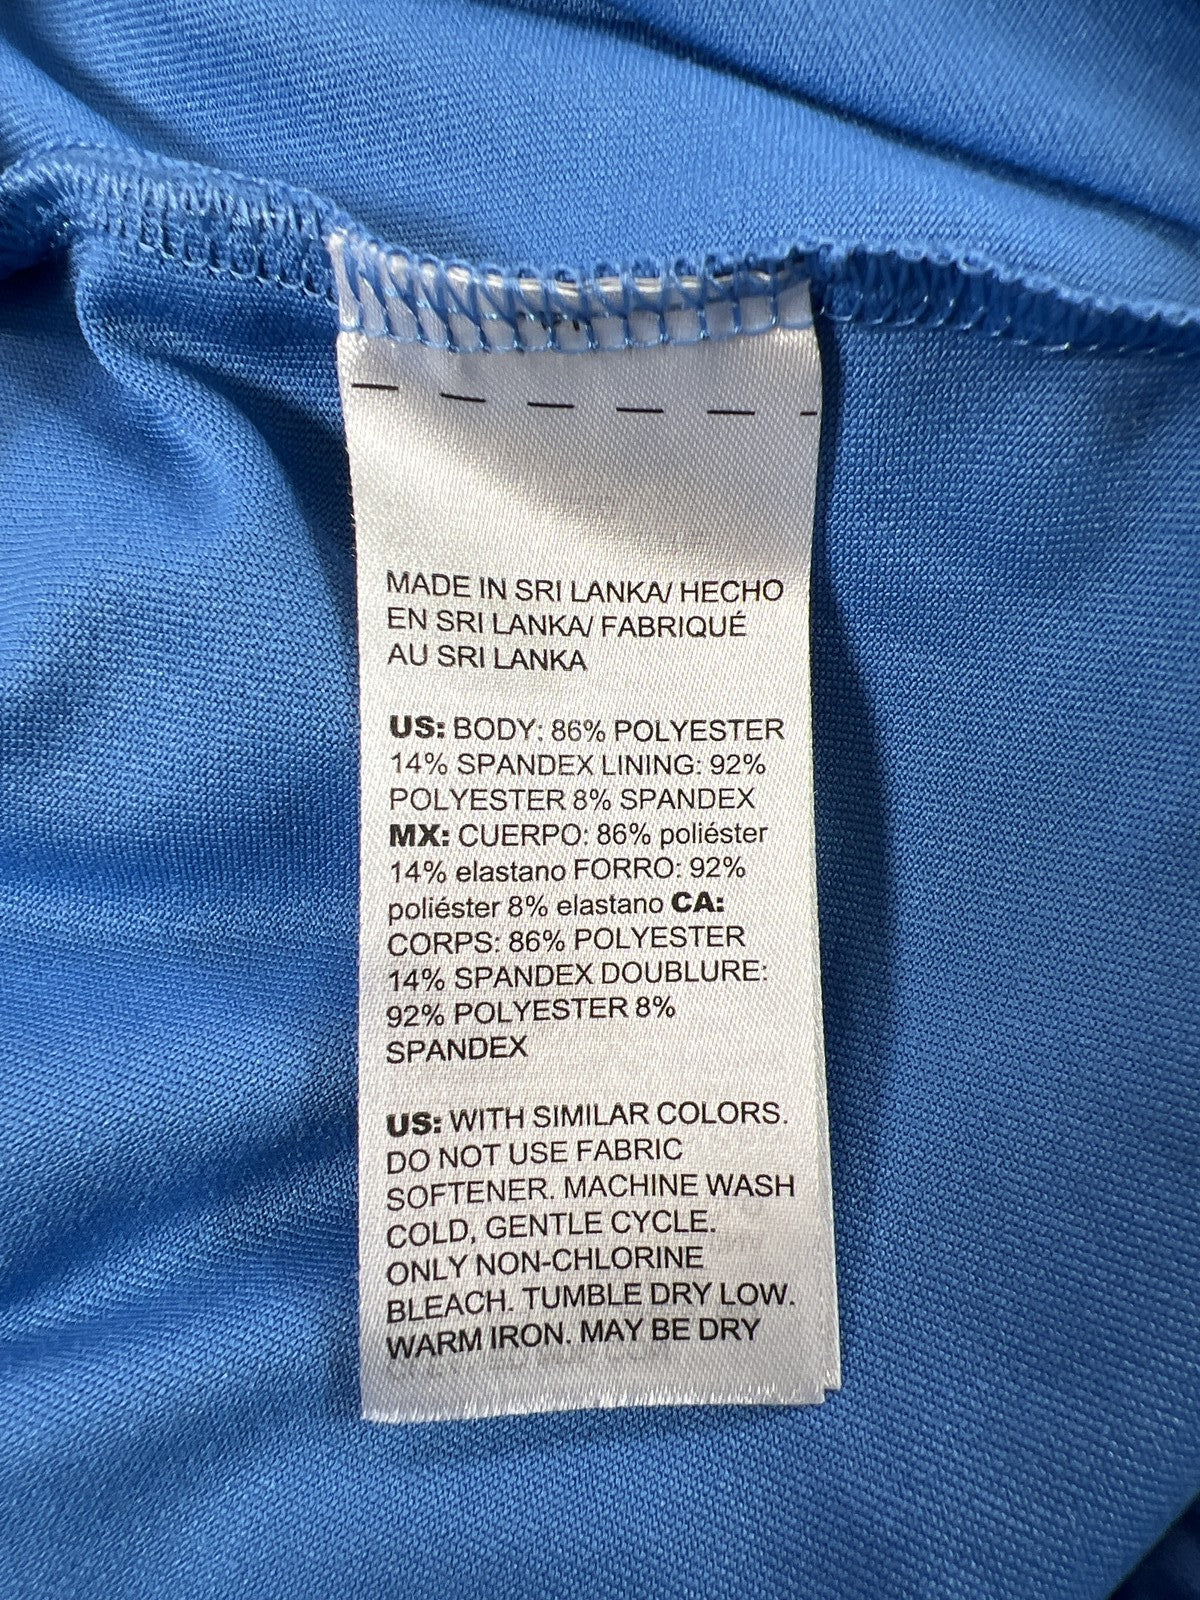 MADE IN SRI LANKA/ HECHO
EN SRI LANKA/ FABRIQUÉ
AU SRI LANKA
US: BODY: 86% POLYESTER
14% SPANDEX LINING: 92%
POLYESTER 8% SPANDEX
MX: CUERPO: 86% poliéster
14% elastano FORRO: 92%
poliéster 8% elastano CA:
CORPS: 86% POLYESTER
14% SPANDEX DOUBLURE:
92% POLYESTER 8%
SPANDEX
US: WITH SIMILAR COLORS.
DO NOT USE FABRIC
SOFTENER. MACHINE WASH
COLD, GENTLE CYCLE.
ONLY NON-CHLORINE
BLEACH. TUMBLE DRY LOW.
WARM IRON. MAY BE DRY